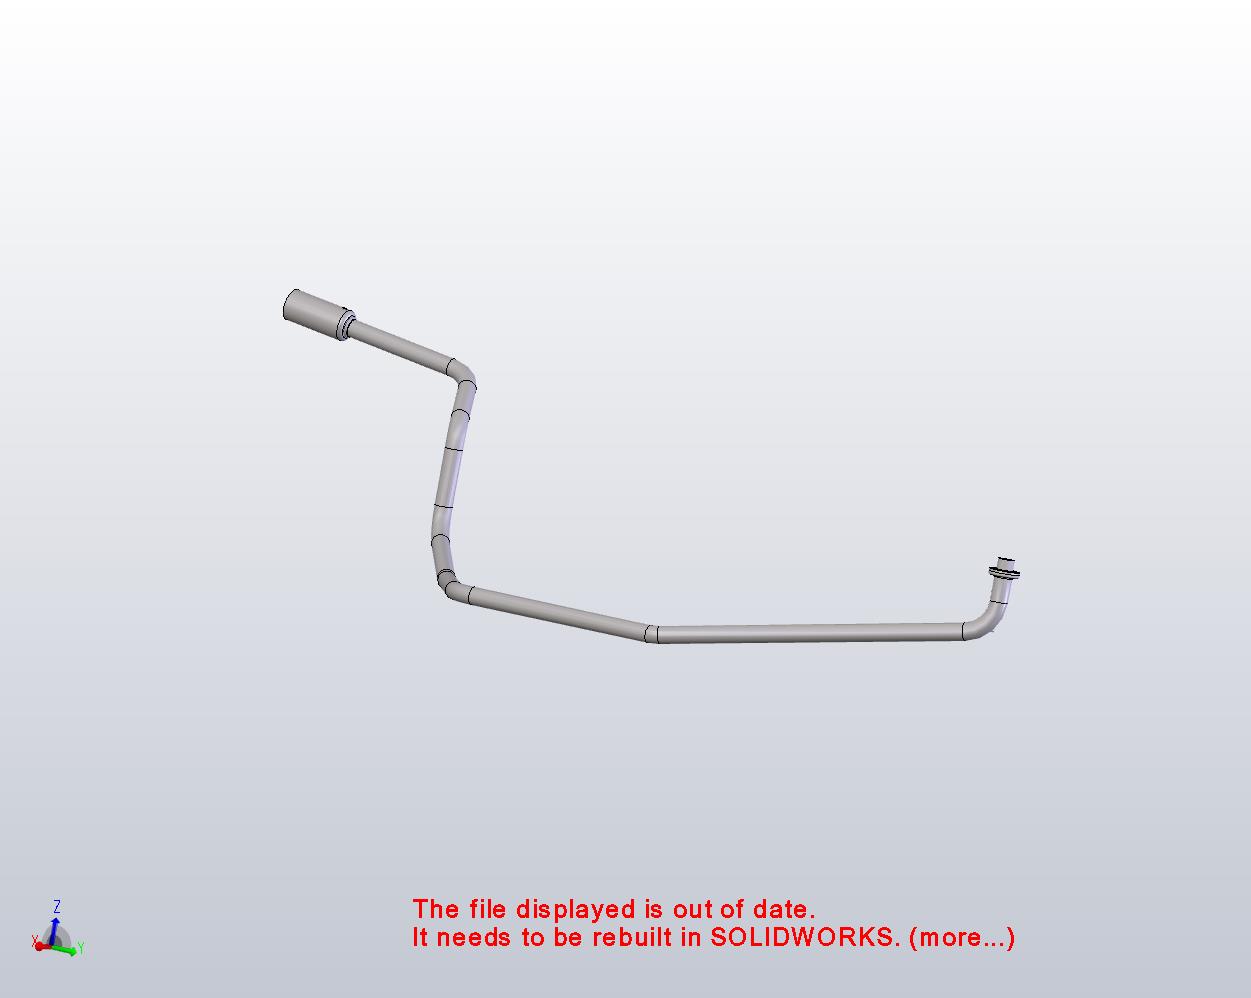 Z
X
Y
The file displayed is out of date.
It needs to be rebuilt in SOLIDWORKS. (more...)